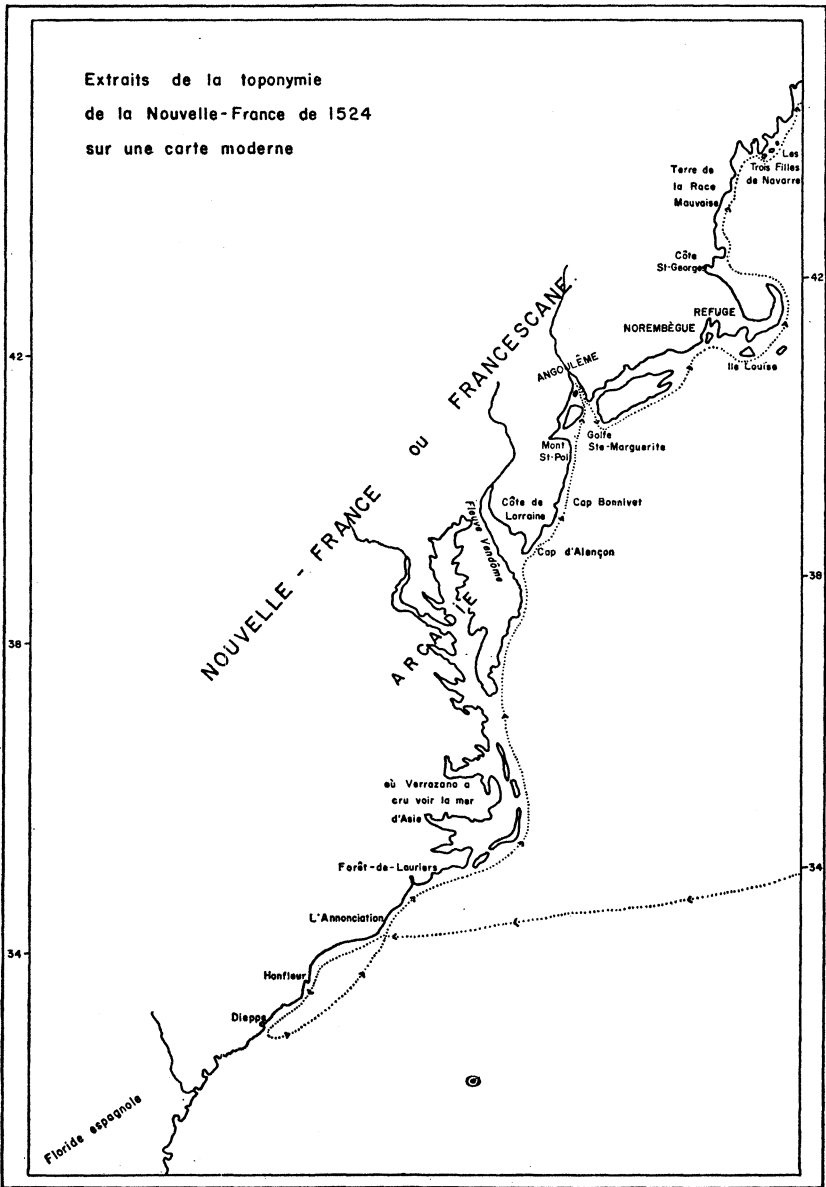 Extraits de la toponymie
de la Nouvelle-France de 1524
sur une carte moderne
Les
Trois Filles
de Navarre
Terre de
la Race
Mauvaise
Côte
St-Georges
42
REFUGE
NOREMBÈGUE
42
Ile Louise
ANGOULÊME
NOUVELLE - FRANCE ou FRANCESCANE
Golfe
Ste-Marguerite
Mont
St-Pol
Côte de
Lorraine
Cap Bonnivet
Fleuve Vendôme
Cap d'Alençon
38
ARCADIE
38
où Verrazano a
cru voir la mer
d'Asie
Forêt-de-Lauriers
34
L'Annonciation
34
Honfleur
Dieppe
Floride espagnole